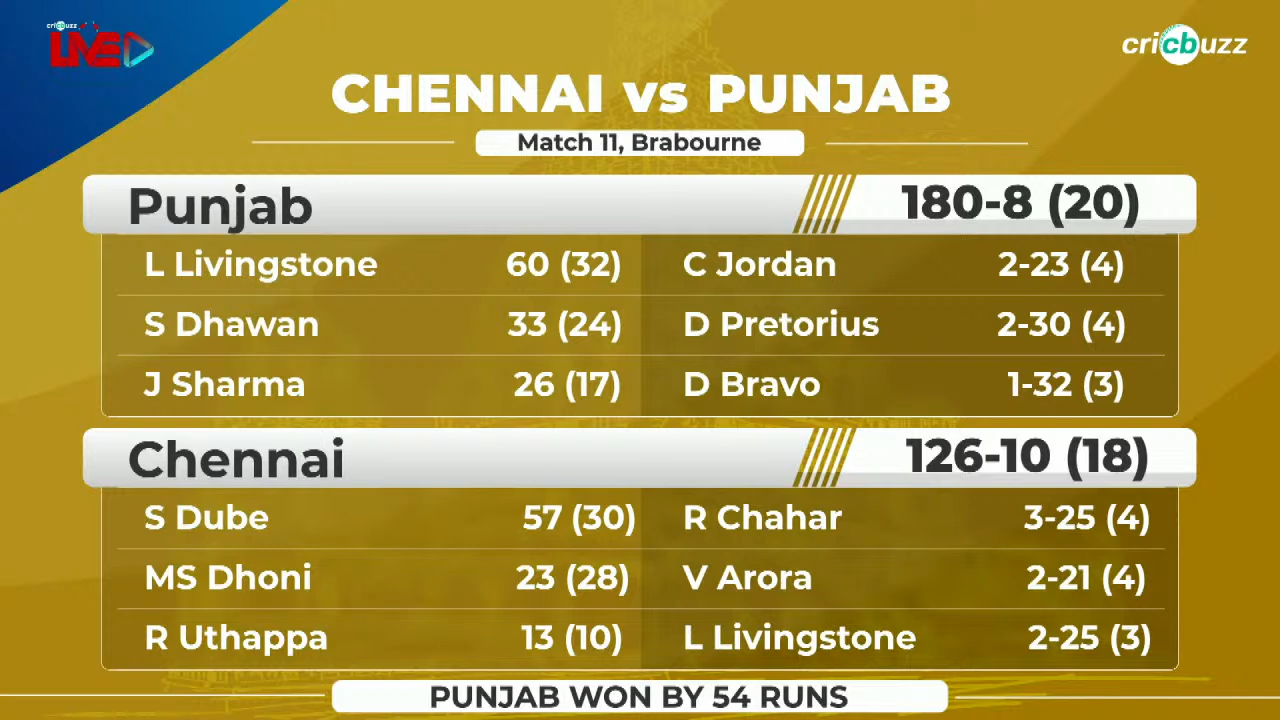 cricbuzz
LIVE
cricbuzz
CHENNAI vs PUNJAB
Match 11, Brabourne
Punjab 180-8 (20)
L Livingstone 60 (32) C Jordan 2-23 (4)
S Dhawan 33 (24) D Pretorius 2-30 (4)
J Sharma 26 (17) D Bravo 1-32 (3)
Chennai 126-10 (18)
S Dube 57 (30) R Chahar 3-25 (4)
MS Dhoni 23 (28) V Arora 2-21 (4)
R Uthappa 13 (10) L Livingstone 2-25 (3)
PUNJAB WON BY 54 RUNS